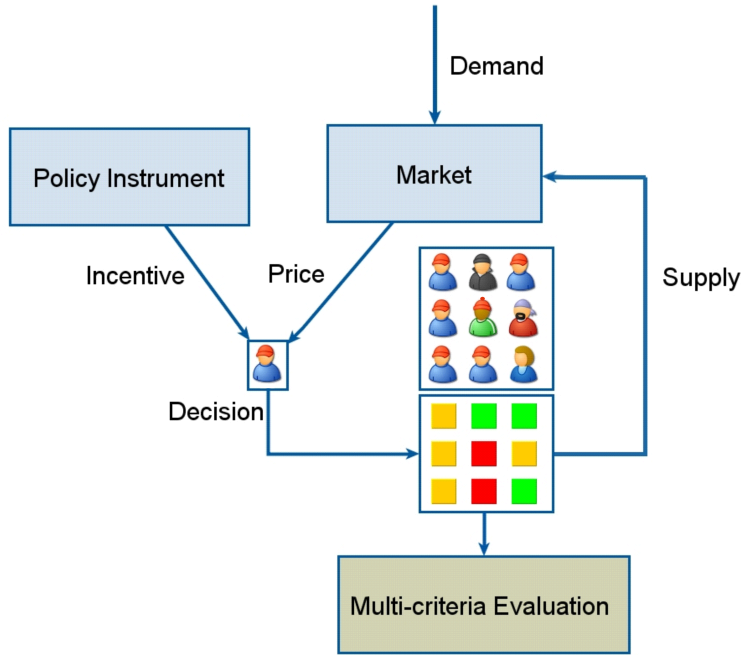 Demand
Policy Instrument
Market
Incentive
Price
Supply
Decision
Multi-criteria Evaluation